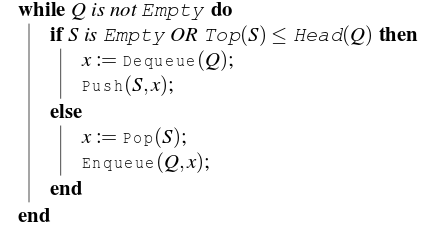 while Q is not Empty do
if S is Empty OR Top(S) ≤ Head(Q) then
x := Dequeue(Q);
Push(S,x);
else
x := Pop(S);
Enqueue(Q,x);
end
end